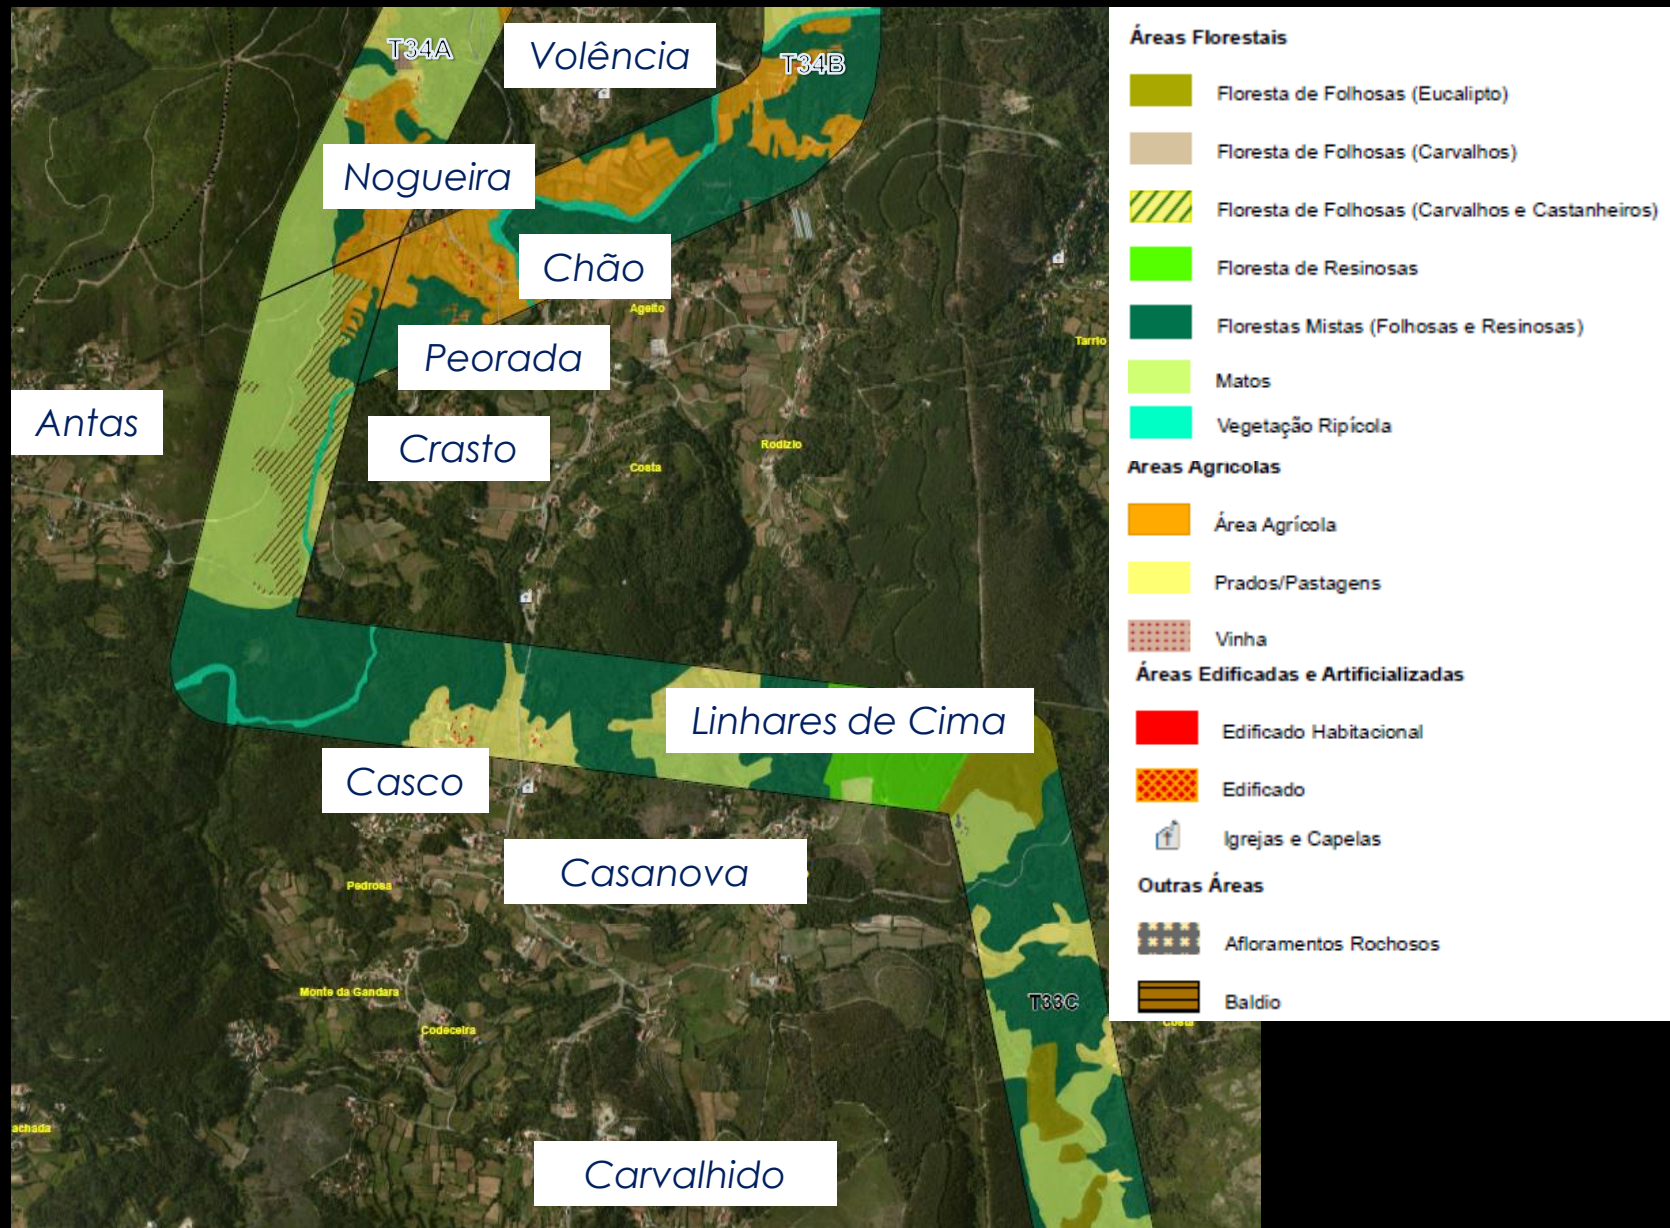 T34A
Volência
T34B
Nogueira
Chão
Ageito
Peorada
Tarrio
Antas
Crasto
Rodizio
Costa
Linhares de Cima
Casco
Casanova
Pedrosa
Monte da Gandara
T33C
Codeceira
Costa
achada
Carvalhido
Áreas Florestais
Floresta de Folhosas (Eucalipto)
Floresta de Folhosas (Carvalhos)
Floresta de Folhosas (Carvalhos e Castanheiros)
Floresta de Resinosas
Florestas Mistas (Folhosas e Resinosas)
Matos
Vegetação Ripícola
Areas Agricolas
Área Agrícola
Prados/Pastagens
Vinha
Áreas Edificadas e Artificializadas
Edificado Habitacional
Edificado
Igrejas e Capelas
Outras Áreas
Afloramentos Rochosos
Baldio